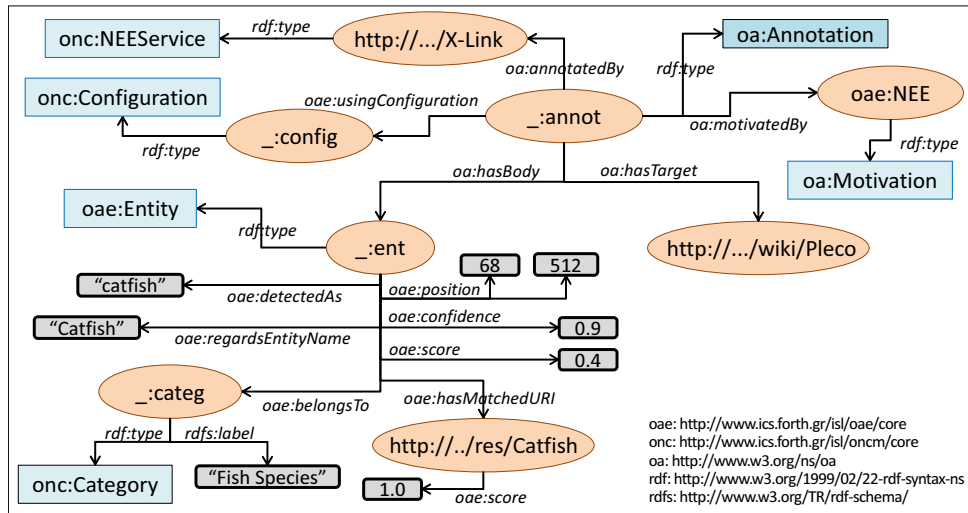 onc:NEEService
rdf:type
http://.../X-Link
oa:annotatedBy
rdf:type
oa:Annotation
onc:Configuration
oae:usingConfiguration
_:annot
oae:NEE
oa:motivatedBy
rdf:type
_:config
rdf:type
oa:hasBody
oa:hasTarget
oa:Motivation
oae:Entity
rdf:type
_:ent
http://.../wiki/Pleco
68
512
"catfish"
oae:detectedAs
oae:position
"Catfish"
oae:regardsEntityName
oae:confidence
0.9
oae:score
0.4
_:categ
oae:belongsTo
oae:hasMatchedURI
rdf:type
rdfs:label
http://../res/Catfish
onc:Category
"Fish Species"
1.0
oae:score
oae: http://www.ics.forth.gr/isl/oae/core
onc: http://www.ics.forth.gr/isl/oncm/core
oa: http://www.w3.org/ns/oa
rdf: http://www.w3.org/1999/02/22-rdf-syntax-ns
rdfs: http://www.w3.org/TR/rdf-schema/